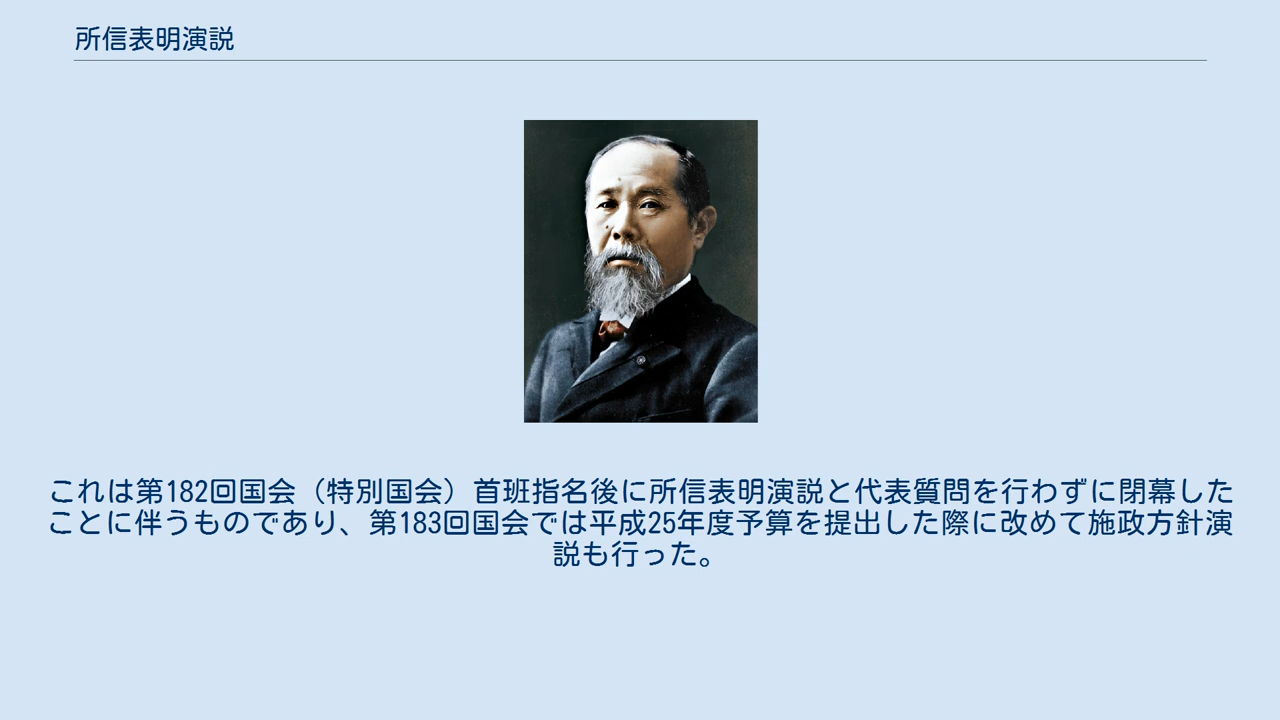 所信表明演説
これは第182回国会（特別国会）首班指名後に所信表明演説と代表質問を行わずに閉幕した
ことに伴うものであり、第183回国会では平成25年度予算を提出した際に改めて施政方針演
説も行った。